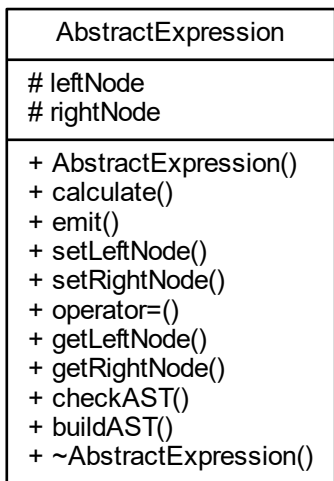 AbstractExpression
# leftNode
# rightNode
+ AbstractExpression()
+ calculate()
+ emit()
+ setLeftNode()
+ setRightNode()
+ operator=()
+ getLeftNode()
+ getRightNode()
+ checkAST()
+ buildAST()
+ ~AbstractExpression()